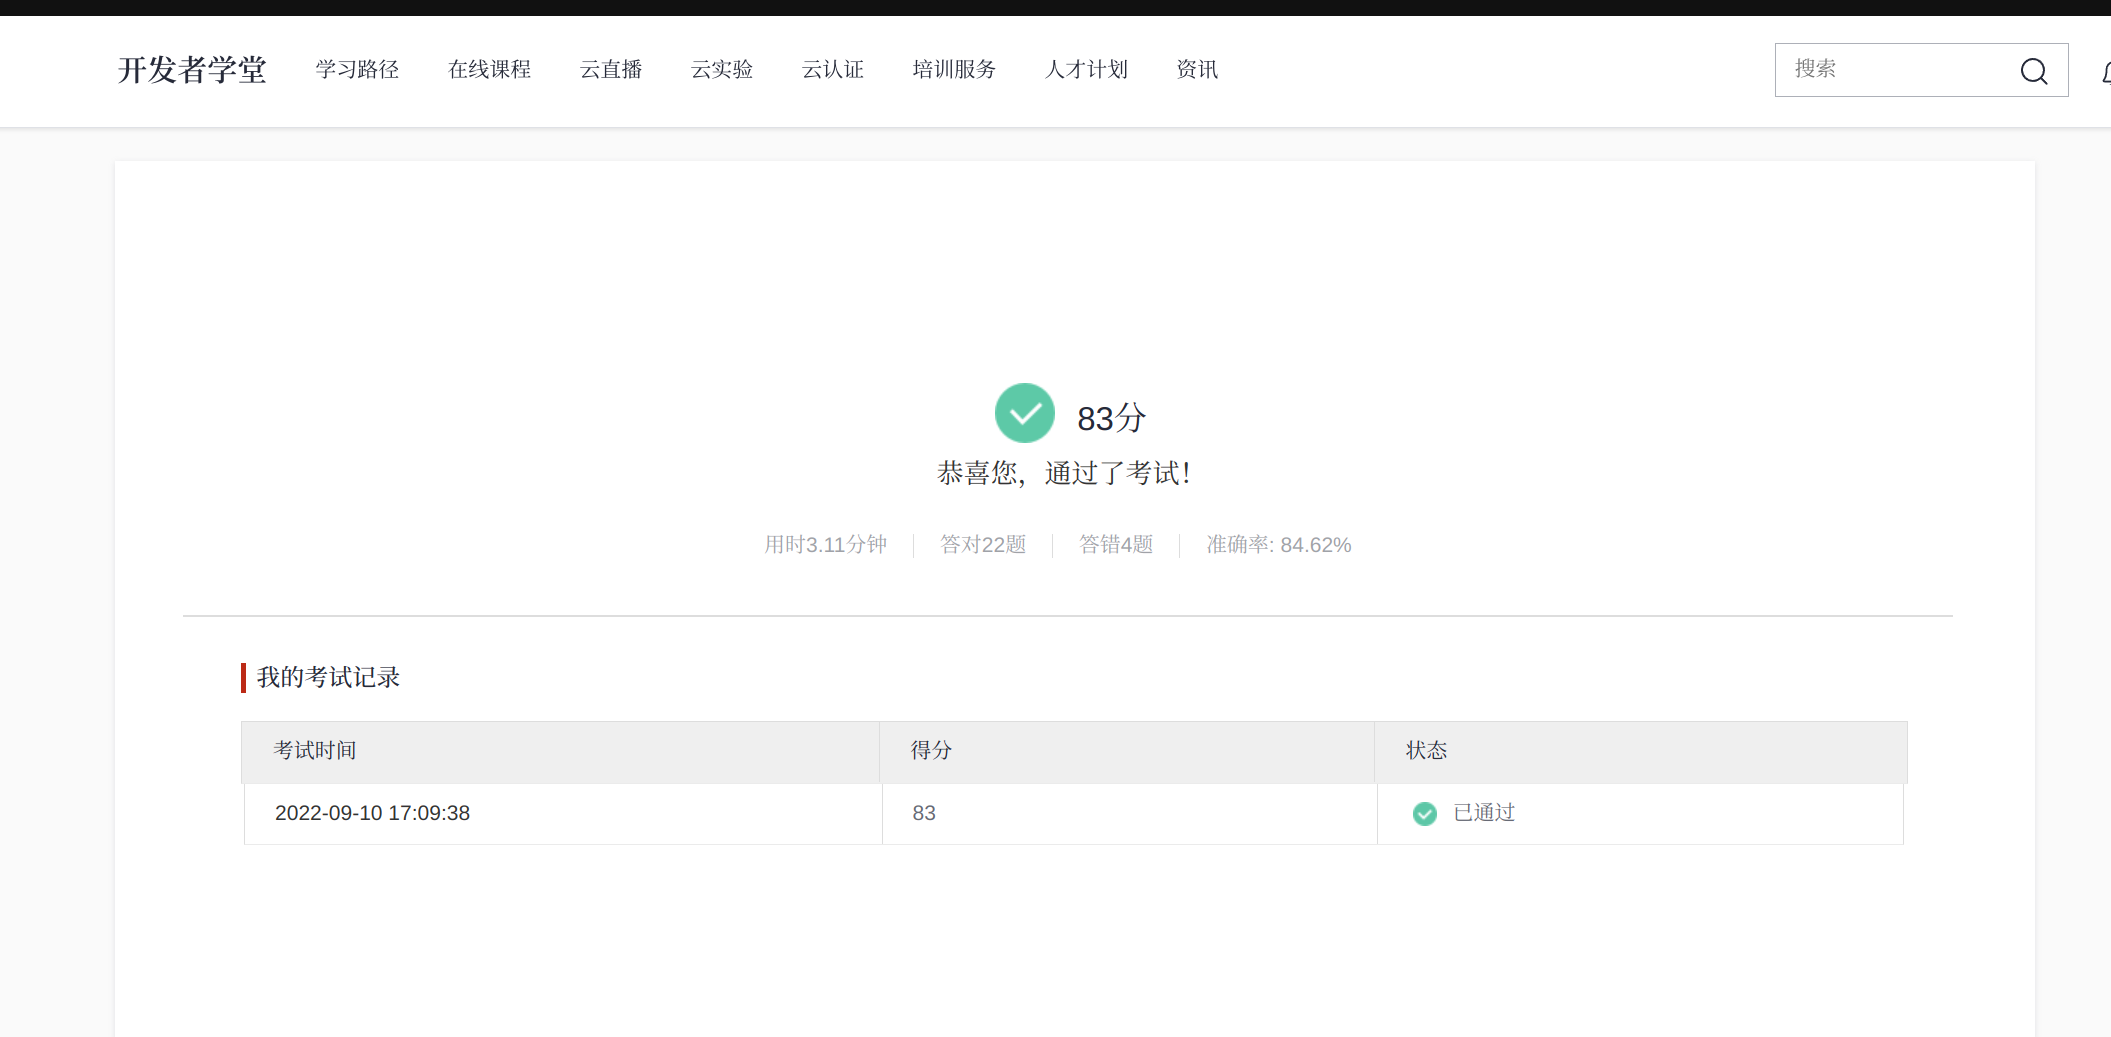 开发者学堂 学习路径 在线课程 云直播 云实验 云认证 培训服务 人才计划 资讯 搜索
83分
恭喜您，通过了考试！
用时3.11分钟 答对22题 答错4题 准确率: 84.62%
我的考试记录
考试时间 得分 状态
2022-09-10 17:09:38 83 已通过